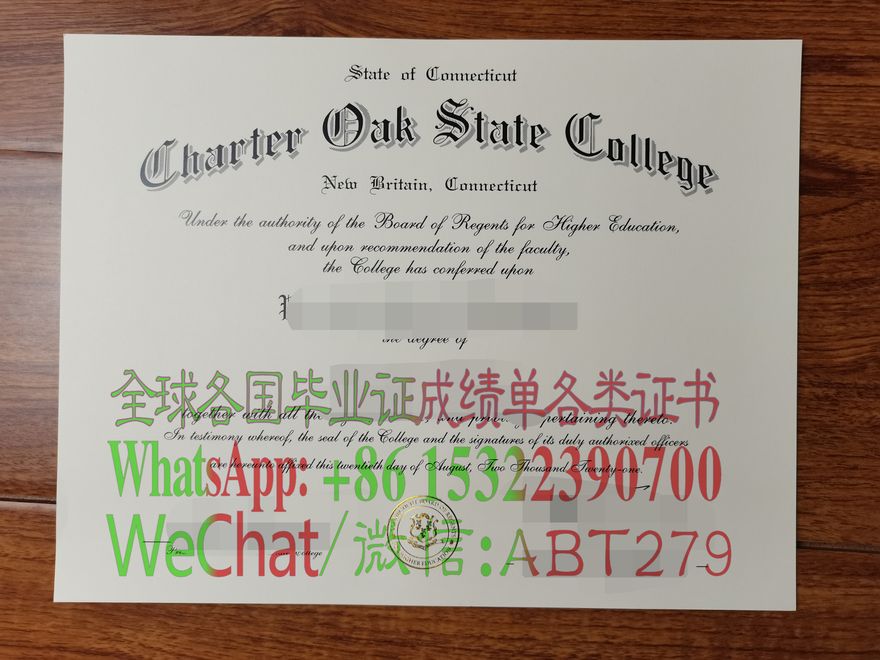 State of Connecticut
Charter Oak State College
New Britain, Connecticut
Under the authority of the Board of Regents for Higher Education,
and upon recommendation of the faculty,
the College has conferred upon
the degree of
全球各国毕业证成绩单各类证书
together with all pertaining thereto.
In testimony whereof, the seal of the College and the signatures of its duly authorized officers
are hereunto affixed this twentieth day of August, Two Thousand Twenty-one.
WhatsApp: +86 15322390700
WeChat/微信:ABT279
College